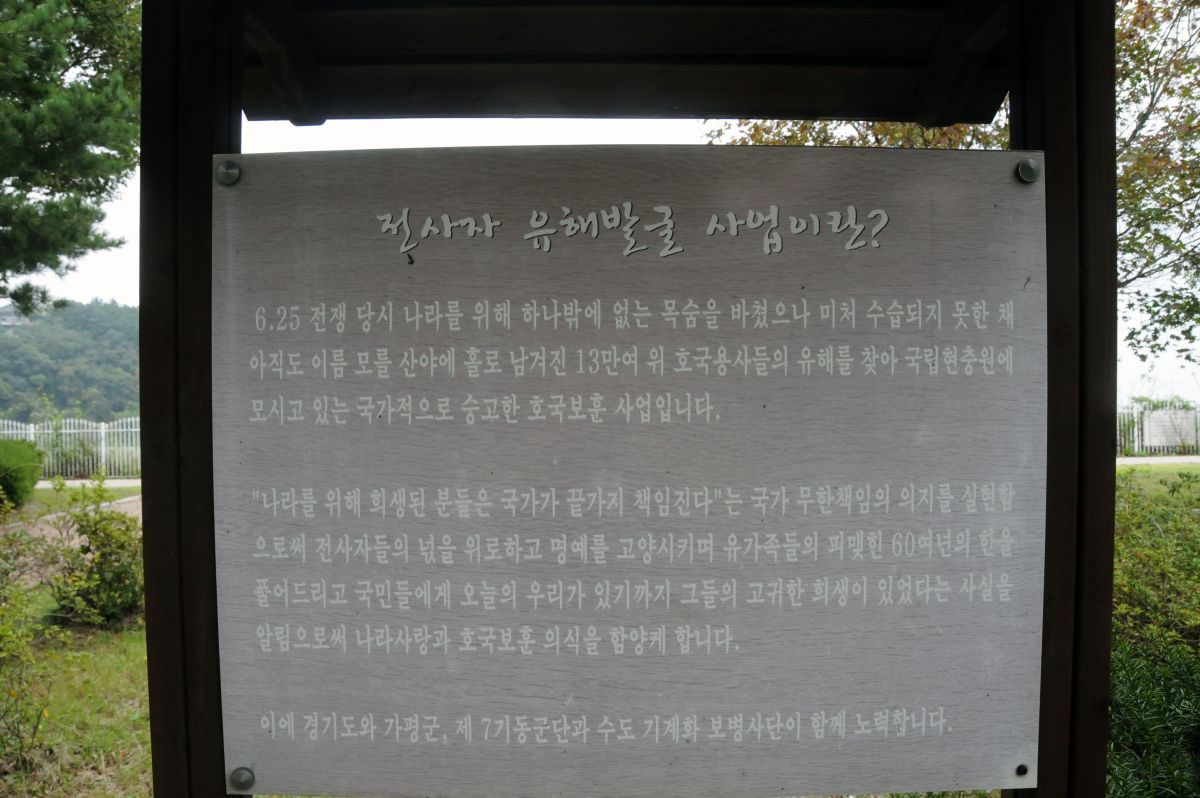 전사자 유해발굴 사업이란?
6.25 전쟁 당시 나라를 위해 하나밖에 없는 목숨을 바쳤으나 미처 수습되지 못한 채
아직도 이름 모를 산야에 홀로 남겨진 13만여 위 호국용사들의 유해를 찾아 국립현충원에
모시고 있는 국가적으로 숭고한 호국보훈 사업입니다.
"나라를 위해 희생된 분들은 국가가 끝가지 책임진다"는 국가 무한책임의 의지를 실현함
으로써 전사자들의 넋을 위로하고 명예를 고양시키며 유가족들의 피맺힌 60여년의 한을
풀어드리고 국민들에게 오늘의 우리가 있기까지 그들의 고귀한 희생이 있었다는 사실을
알림으로써 나라사랑과 호국보훈 의식을 함양케 합니다.
이에 경기도와 가평군, 제 7기동군단과 수도 기계화 보병사단이 함께 노력합니다.